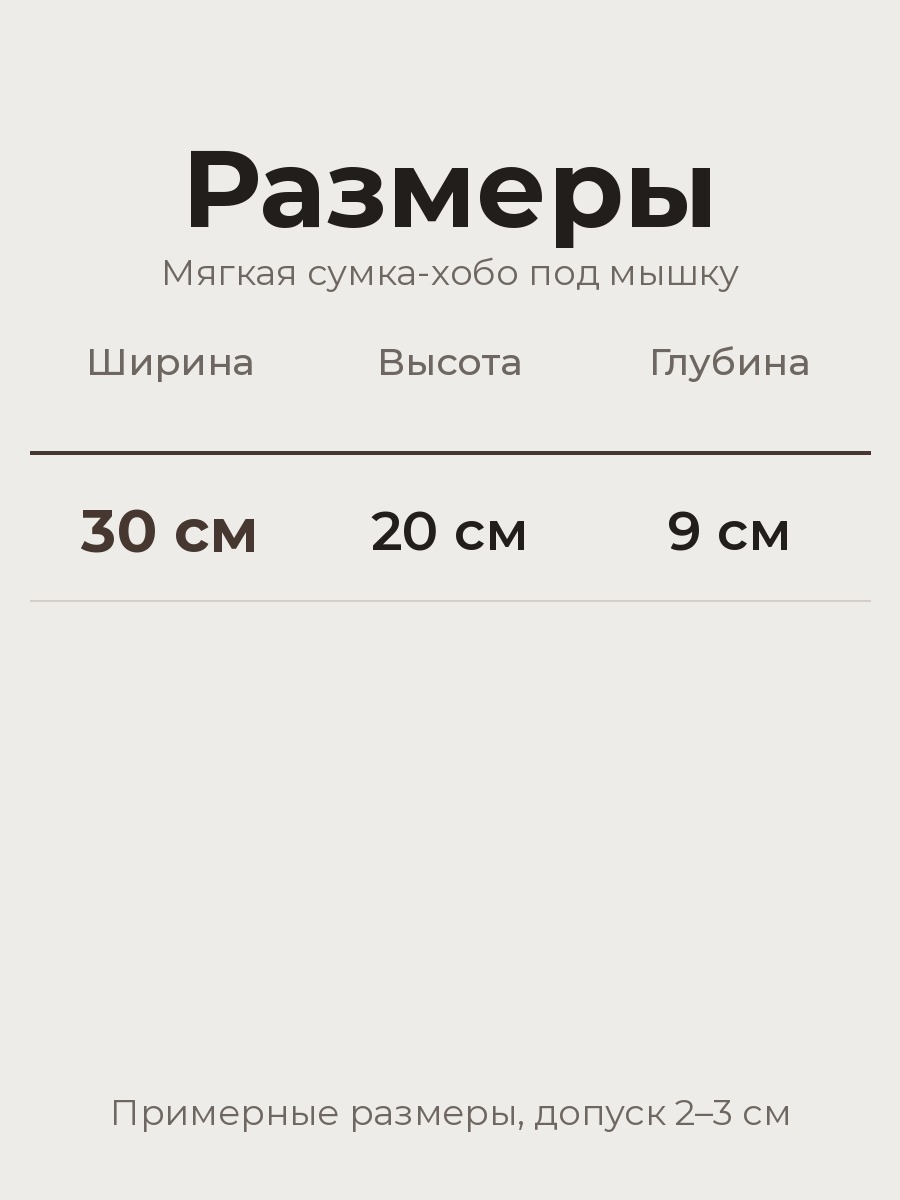 Размеры
Мягкая сумка-хобо под мышку
Ширина Высота Глубина
30 см 20 см 9 см
Примерные размеры, допуск 2–3 см